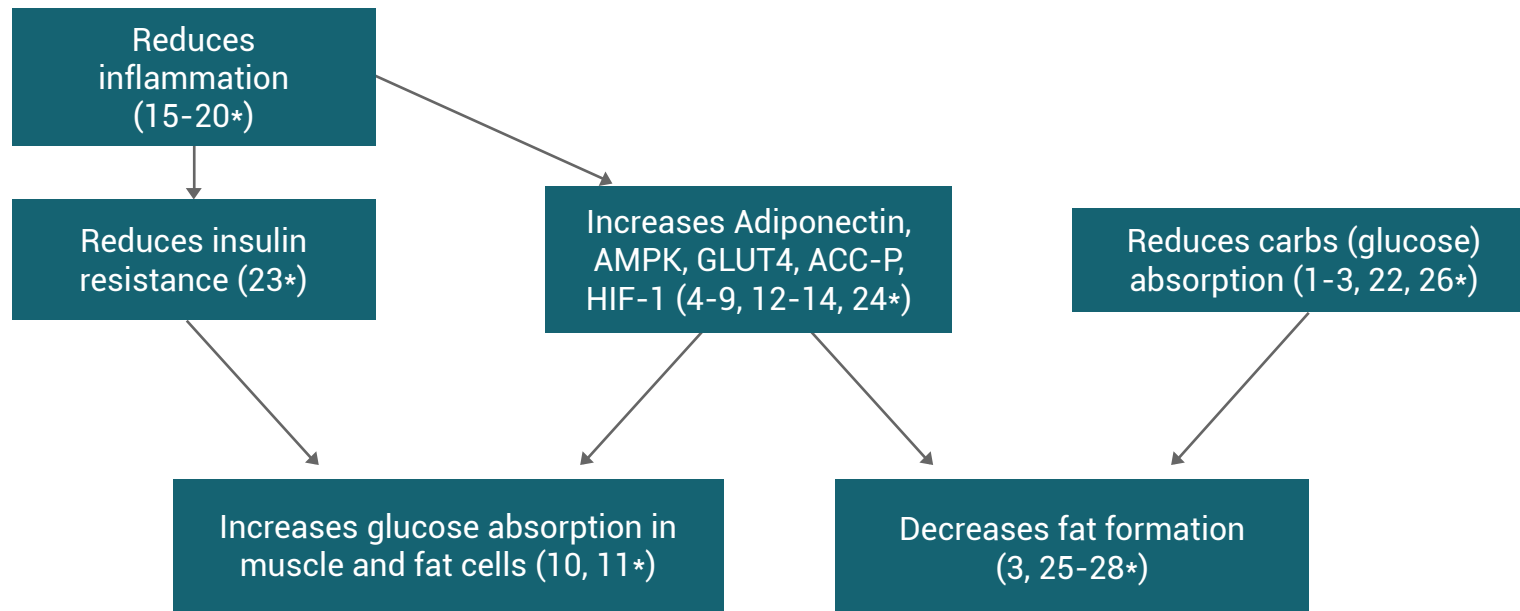 Reduces
inflammation
(15-20*)
Reduces insulin
resistance (23*)
Increases Adiponectin,
AMPK, GLUT4, ACC-P,
HIF-1 (4-9, 12-14, 24*)
Reduces carbs (glucose)
absorption (1-3, 22, 26*)
Increases glucose absorption in
muscle and fat cells (10, 11*)
Decreases fat formation
(3, 25-28*)